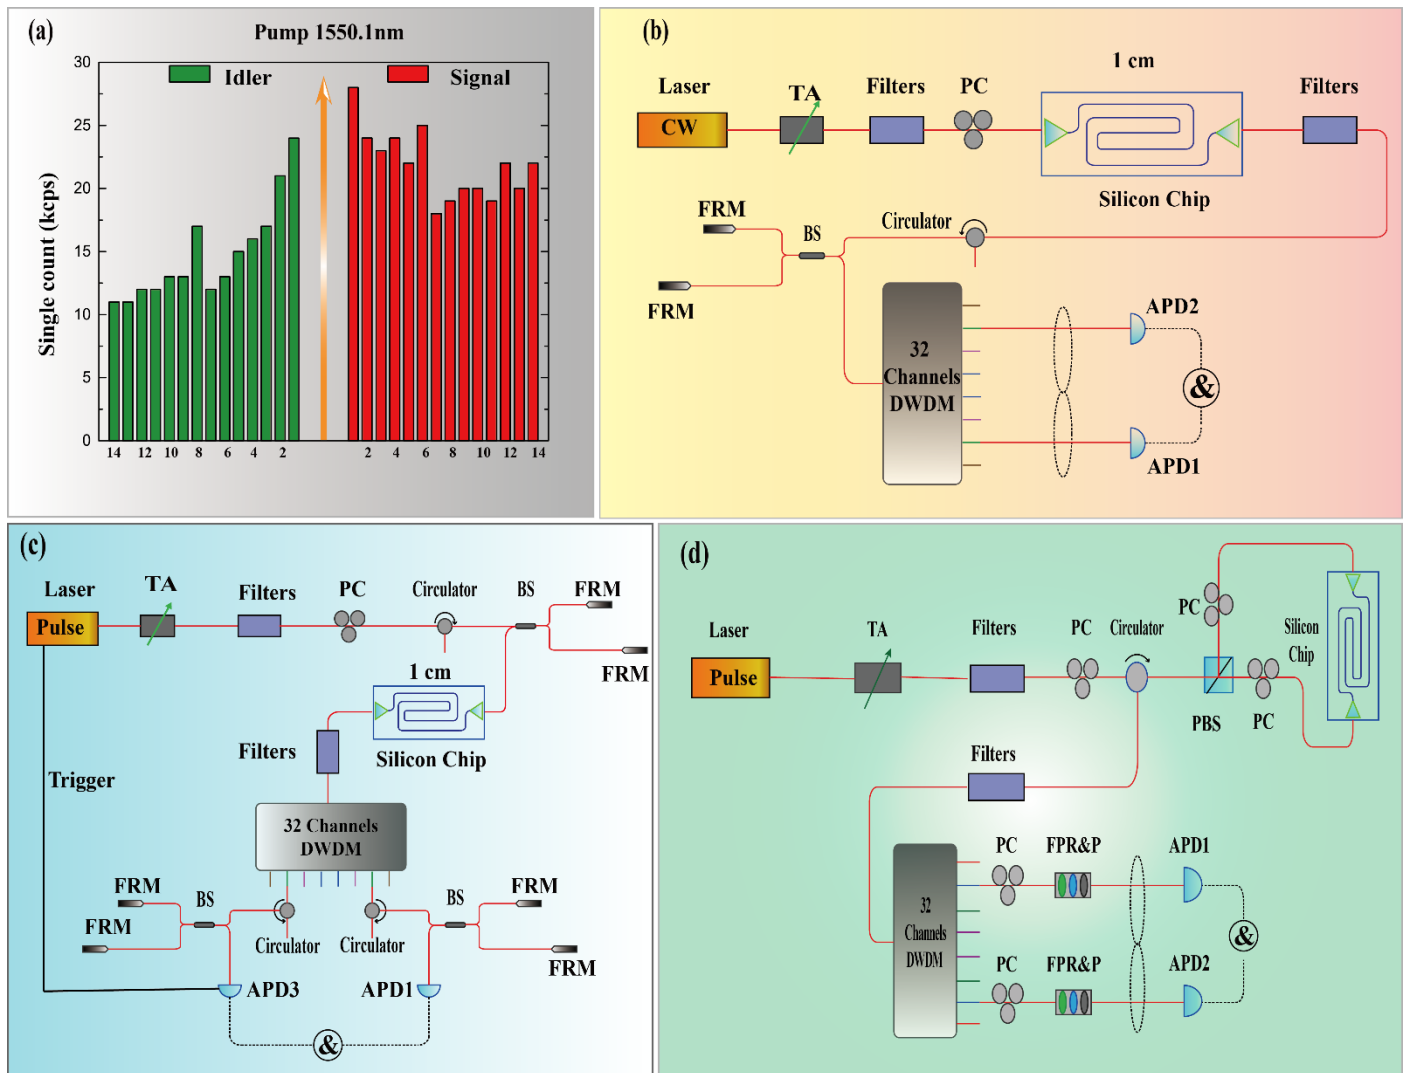 (a)
Pump 1550.1nm
Idler
Signal
Single count (kcps)
30
25
20
15
10
5
0
14 12 10 8 6 4 2 2 4 6 8 10 12 14
(b)
1 cm
Laser
TA
Filters
PC
Filters
CW
Silicon Chip
FRM
BS
Circulator
FRM
APD2
32
Channels
DWDM
&
APD1
(c)
Laser
TA
Filters
PC
Circulator
BS
FRM
Pulse
FRM
1 cm
Filters
Silicon Chip
Trigger
32 Channels
DWDM
FRM
BS
BS
FRM
FRM
Circulator
Circulator
FRM
APD3
APD1
&
(d)
PC
Silicon
Chip
Laser
TA
Filters
PC
Circulator
Pulse
PBS
PC
Filters
PC
FPR&P
APD1
32
Channels
DWDM
&
PC
FPR&P
APD2